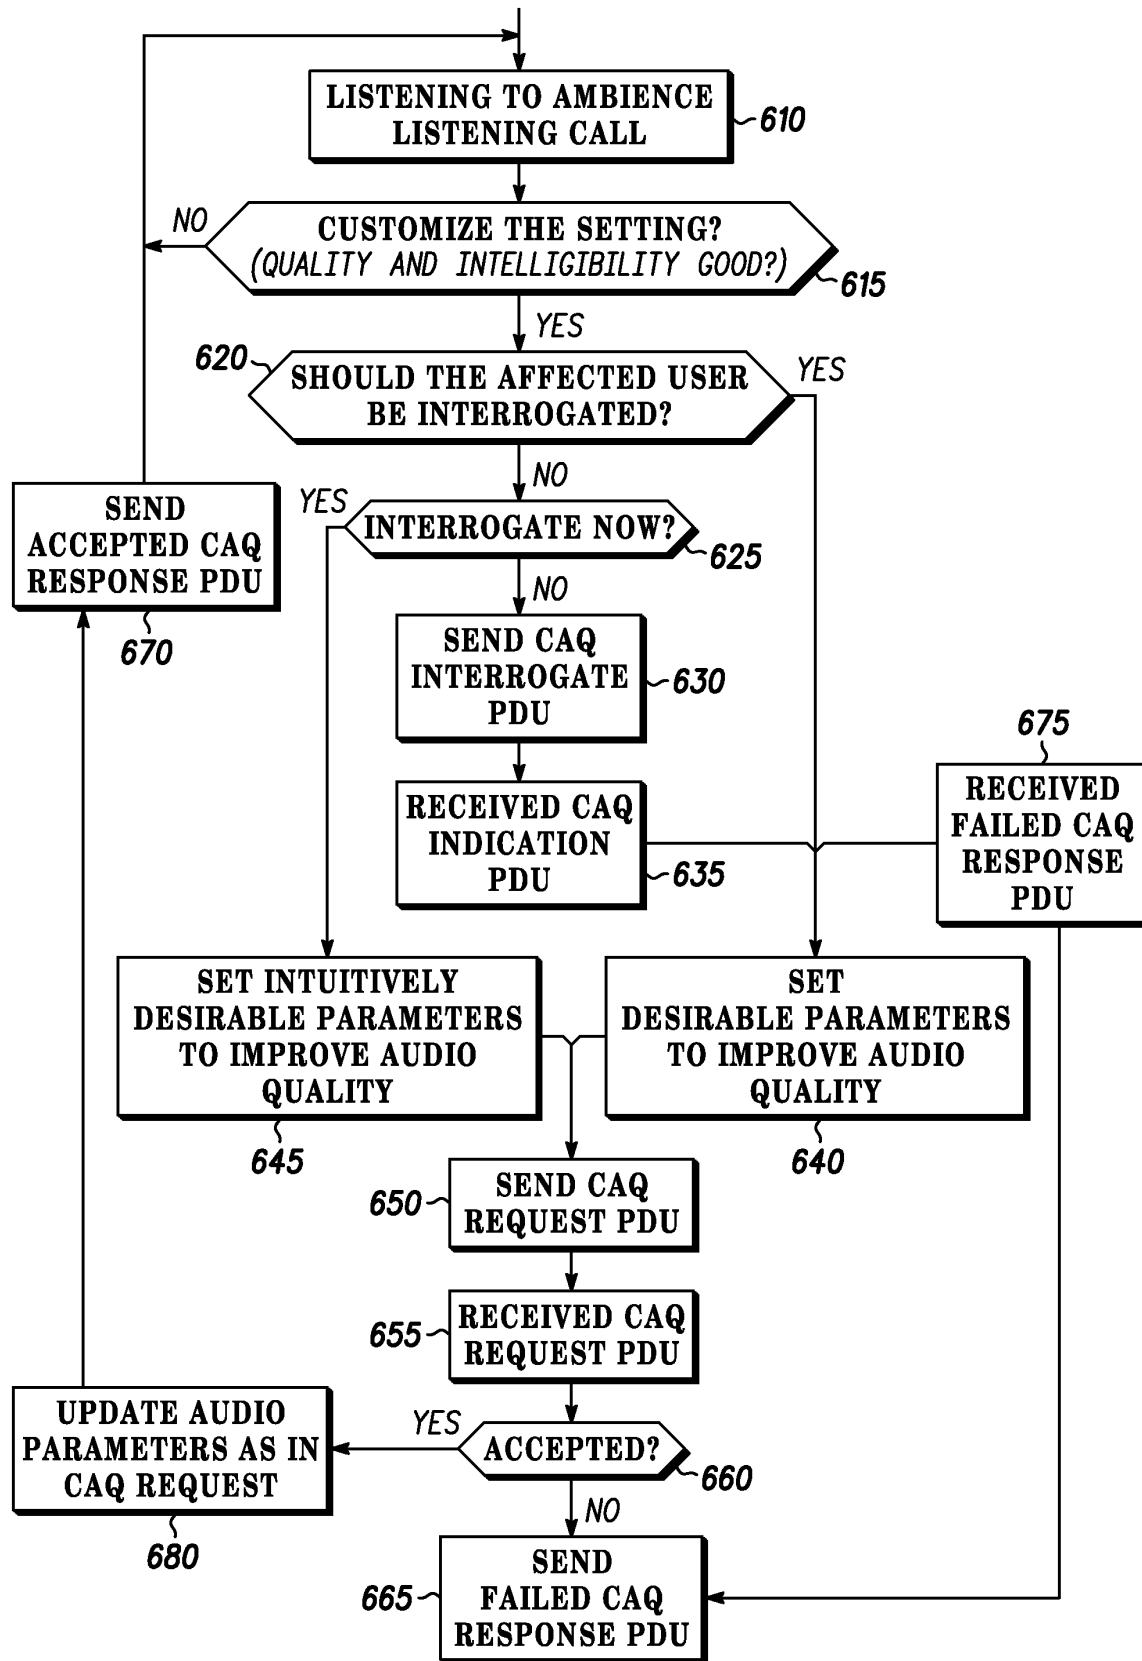 LISTENING TO AMBIENCE
LISTENING CALL
610
NO
CUSTOMIZE THE SETTING?
(QUALITY AND INTELLIGIBILITY GOOD?)
615
YES
620
SHOULD THE AFFECTED USER
BE INTERROGATED?
YES
NO
YES
INTERROGATE NOW?
625
SEND
ACCEPTED CAQ
RESPONSE PDU
670
NO
SEND CAQ
INTERROGATE
PDU
630
675
RECEIVED CAQ
INDICATION
PDU
635
RECEIVED
FAILED CAQ
RESPONSE
PDU
SET INTUITIVELY
DESIRABLE PARAMETERS
TO IMPROVE AUDIO
QUALITY
645
SET
DESIRABLE PARAMETERS
TO IMPROVE AUDIO
QUALITY
640
650
SEND CAQ
REQUEST PDU
655
RECEIVED CAQ
REQUEST PDU
UPDATE AUDIO
PARAMETERS AS IN
CAQ REQUEST
680
YES
ACCEPTED?
660
NO
665
SEND
FAILED CAQ
RESPONSE PDU